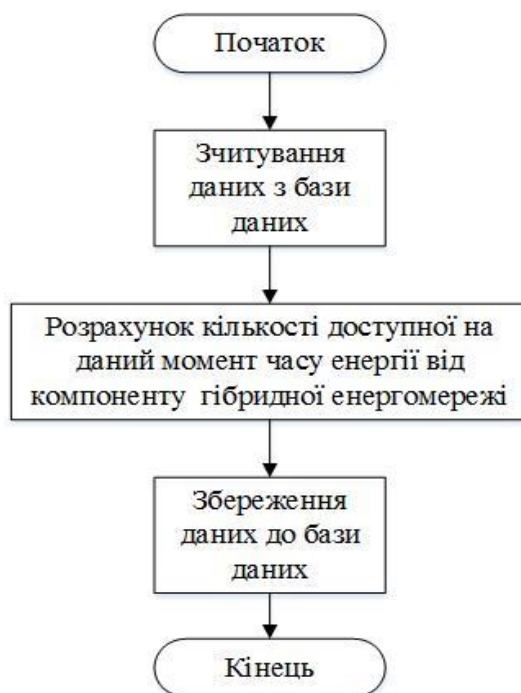 Початок
Зчитування
даних з бази
даних
Розрахунок кількості доступної на
даний момент часу енергії від
компоненту гібридної енергомережі
Збереження
даних до бази
даних
Кінець